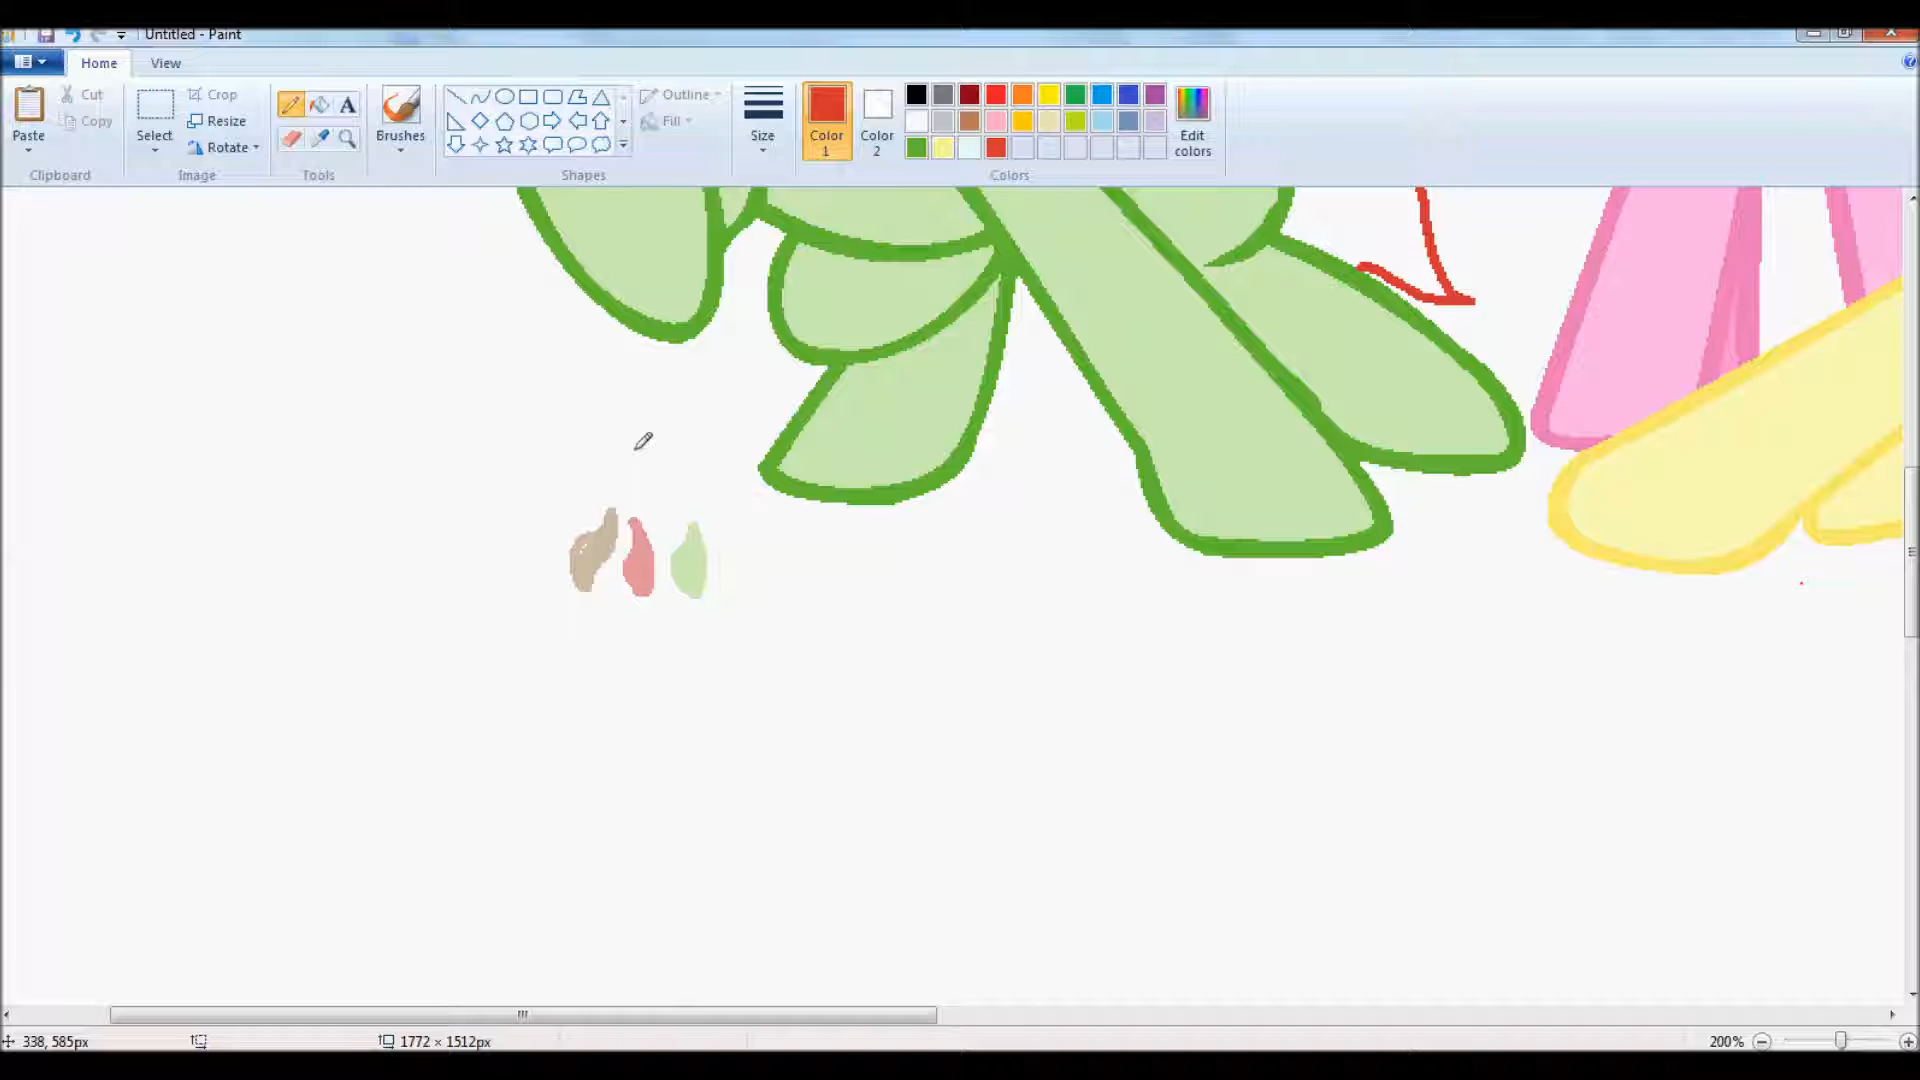 Untitled - Paint
Home View
Paste
Cut
Copy
Clipboard
Select
Crop
Resize
Rotate
Image
A
Tools
Brushes
Shapes
Outline
Fill
Size
Color 1
Color 2
Edit colors
Colors
338, 585px
1772 × 1512px
200%